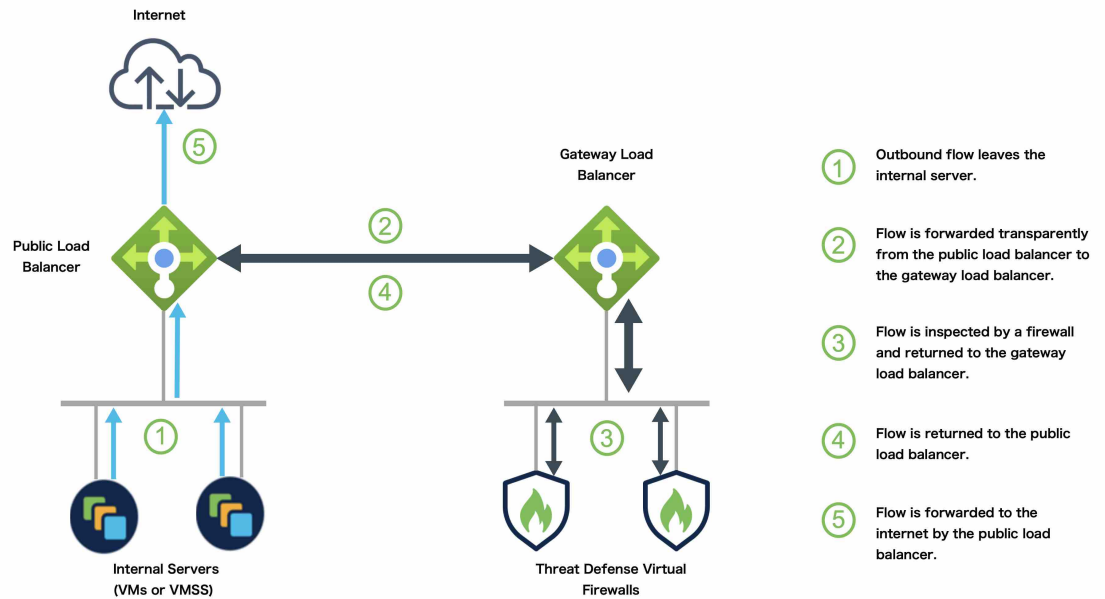 Internet
5
Gateway Load
Balancer
Public Load
Balancer
2
4
1
3
Internal Servers
(VMs or VMSS)
Threat Defense Virtual
Firewalls
1
Outbound flow leaves the
internal server.
2
Flow is forwarded transparently
from the public load balancer to
the gateway load balancer.
3
Flow is inspected by a firewall
and returned to the gateway
load balancer.
4
Flow is returned to the public
load balancer.
5
Flow is forwarded to the
internet by the public load
balancer.